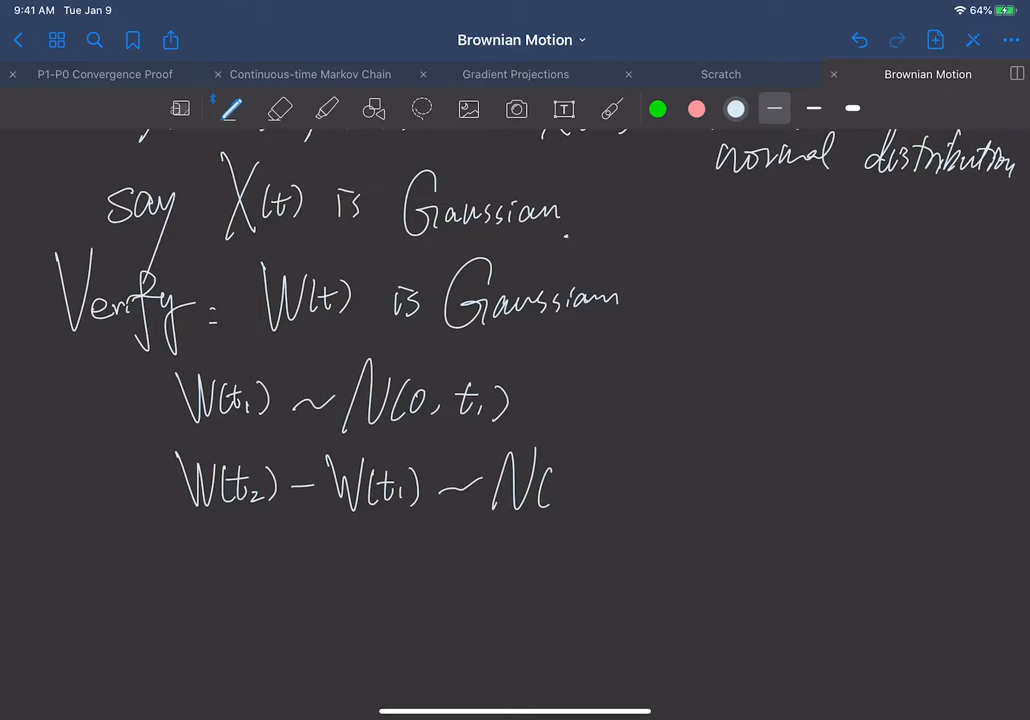 9:41 AM Tue Jan 9
64%
Brownian Motion
P1-P0 Convergence Proof
Continuous-time Markov Chain
Gradient Projections
Scratch
Brownian Motion
normal distribution
say X(t) is Gaussian.
Verify: W(t) is Gaussian
W(t₁) ~ N(0, t₁)
W(t₂) - W(t₁) ~ N(